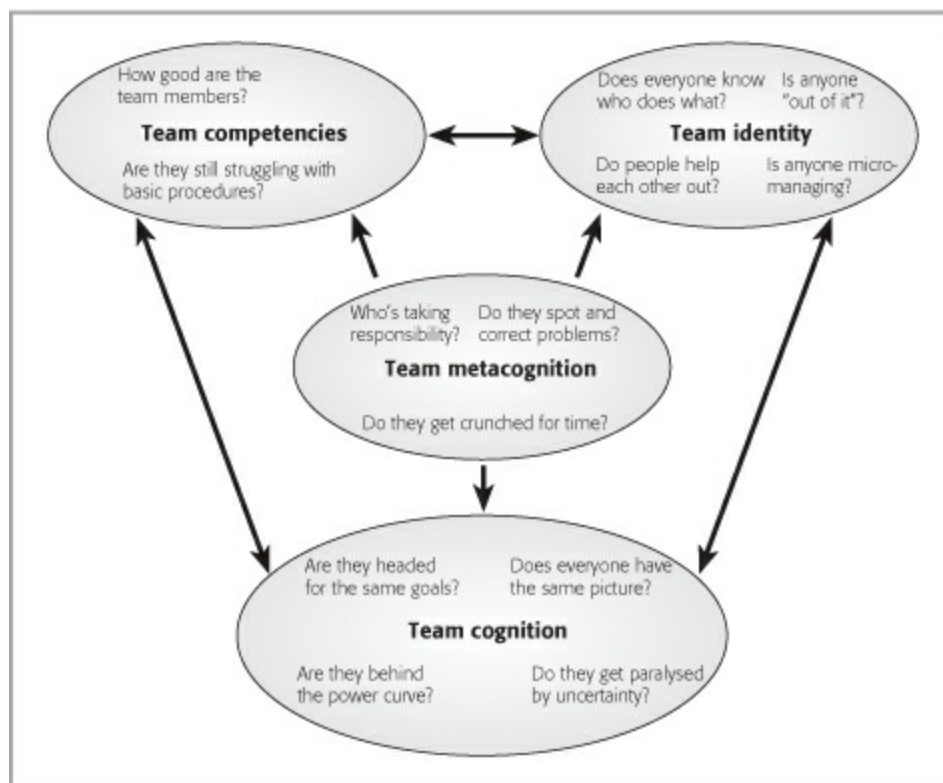 How good are the
team members?
Team competencies
Are they still struggling with
basic procedures?
Does everyone know
who does what?
Is anyone
"out of it"?
Team identity
Do people help
each other out?
Is anyone micro-
managing?
Who's taking
responsibility?
Do they spot and
correct problems?
Team metacognition
Do they get crunched for time?
Are they headed
for the same goals?
Does everyone have
the same picture?
Team cognition
Are they behind
the power curve?
Do they get paralysed
by uncertainty?